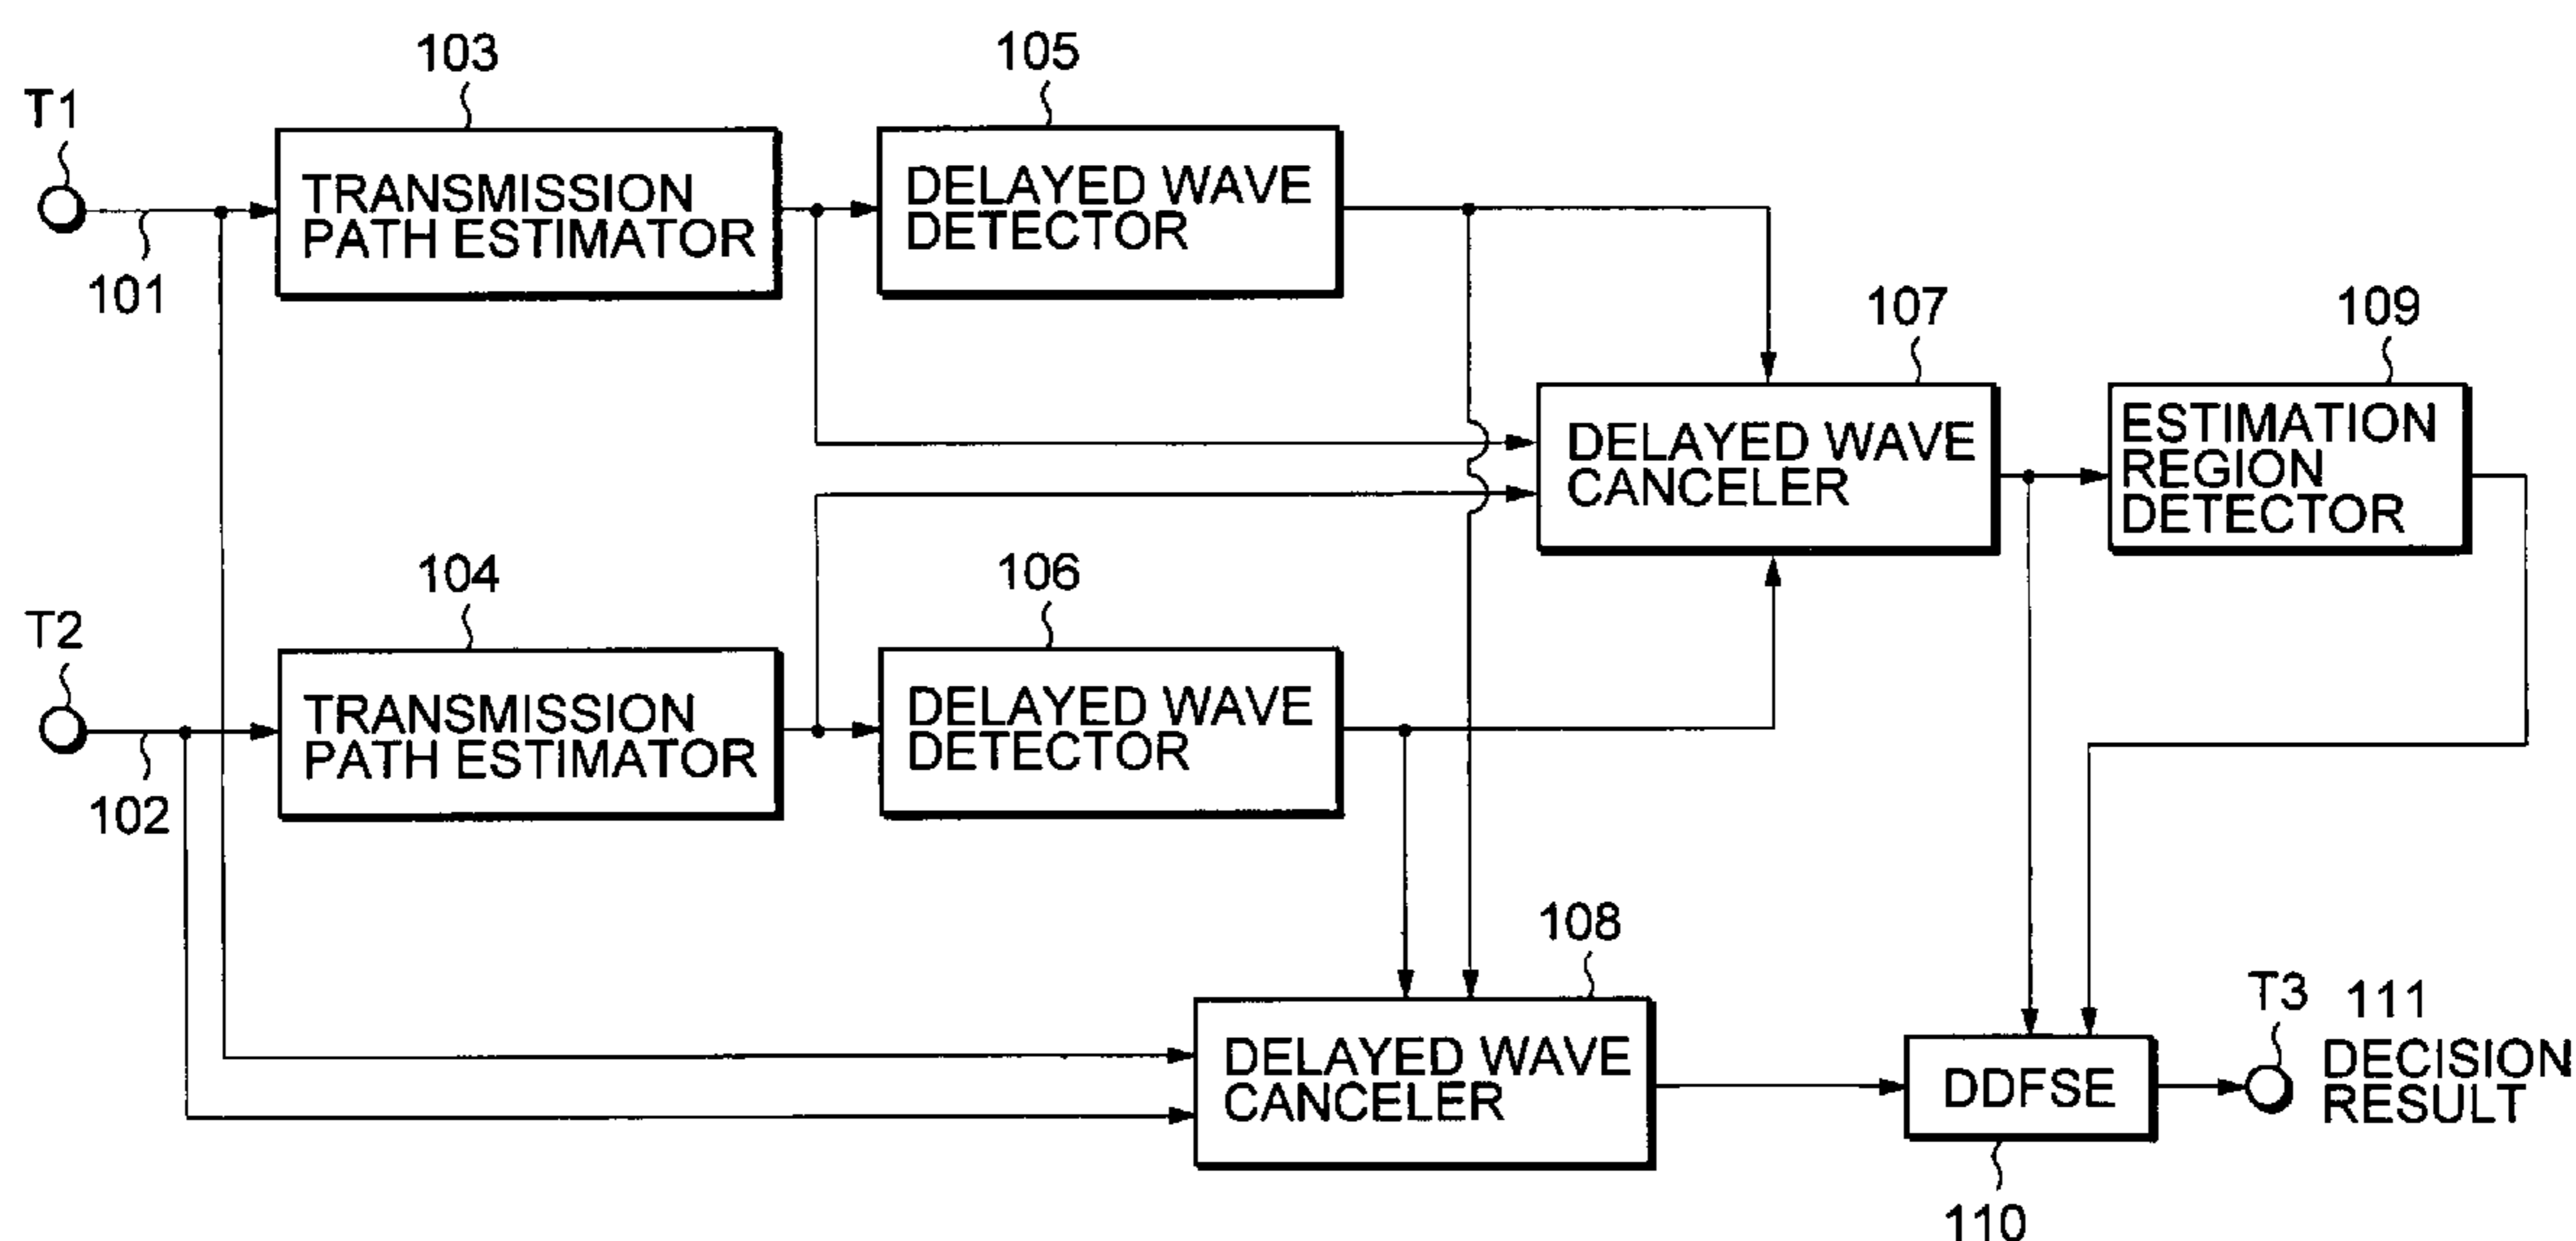 103
105
T1
TRANSMISSION
PATH ESTIMATOR
DELAYED WAVE
DETECTOR
101
107
109
DELAYED WAVE
CANCELER
ESTIMATION
REGION
DETECTOR
104
106
T2
TRANSMISSION
PATH ESTIMATOR
DELAYED WAVE
DETECTOR
102
108
DELAYED WAVE
CANCELER
T3
111
DECISION
RESULT
DDFSE
110